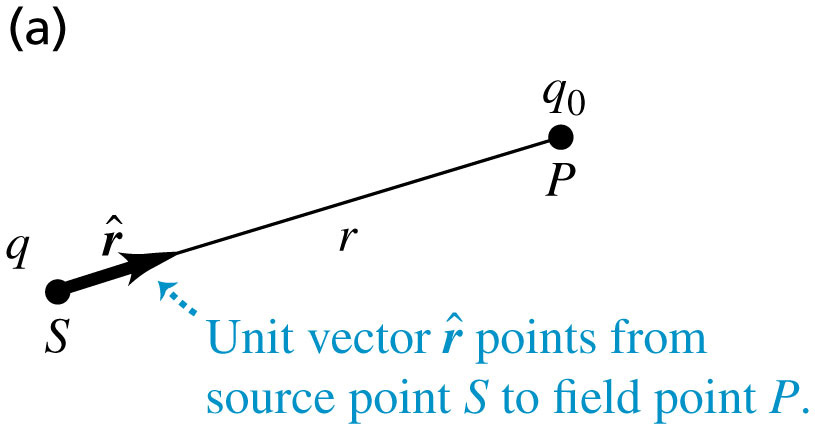 (a)
q₀
P
q
r̂
r
S
Unit vector r̂ points from
source point S to field point P.